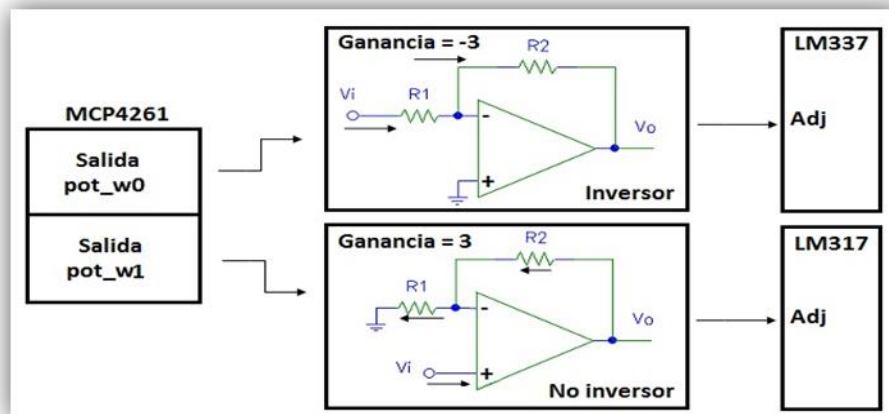 MCP4261
Salida
pot_w0
Salida
pot_w1
Ganancia = -3
R2
Vi
R1
-
+
Vo
Inversor
LM337
Adj
Ganancia = 3
R2
R1
-
+
Vi
Vo
No inversor
LM317
Adj